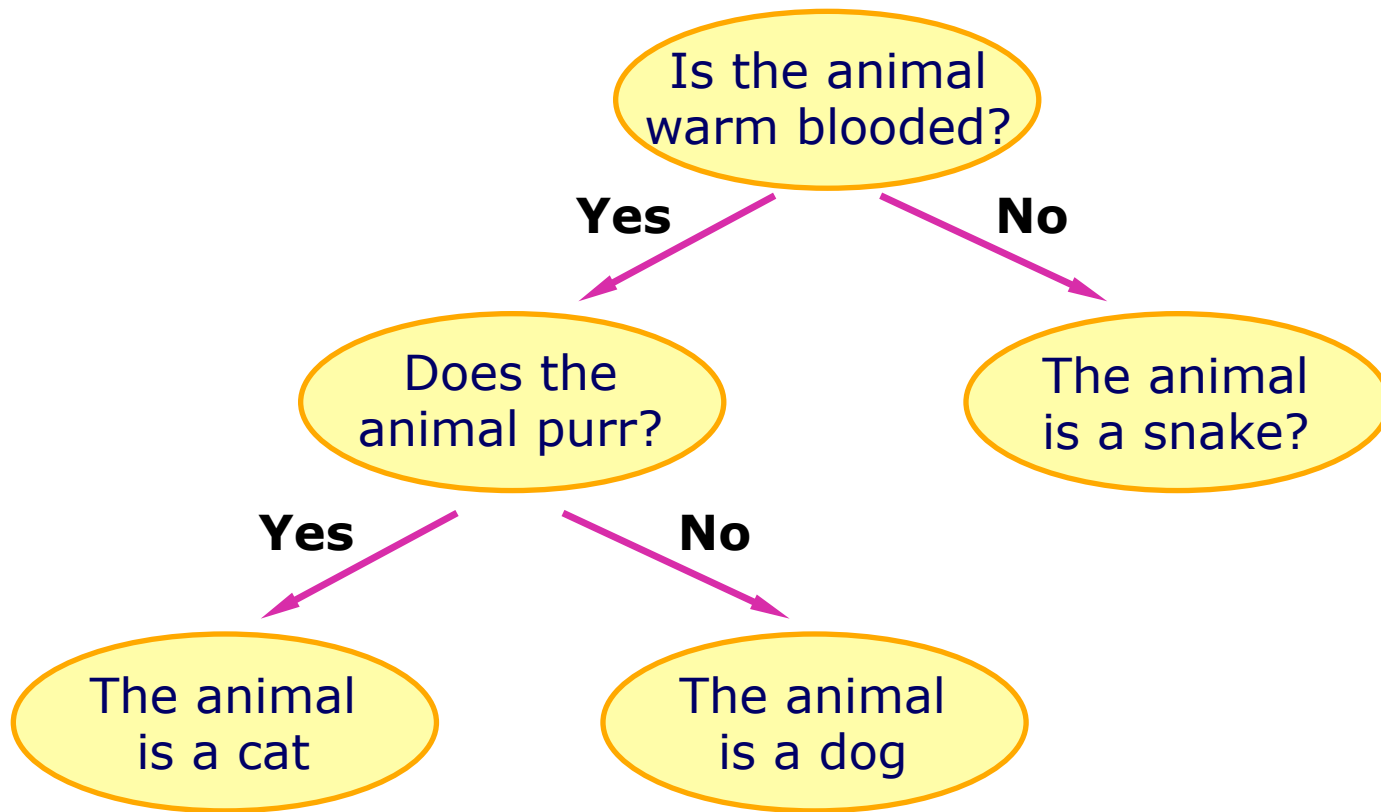 Is the animal
warm blooded?
Yes
No
Does the
animal purr?
The animal
is a snake?
Yes
No
The animal
is a cat
The animal
is a dog